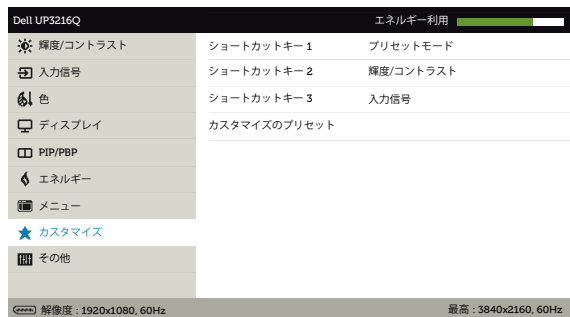 Dell UP3216Q エネルギー利用
輝度/コントラスト ショートカットキー 1 プリセットモード
入力信号 ショートカットキー 2 輝度/コントラスト
色 ショートカットキー 3 入力信号
ディスプレイ カスタマイズのプリセット
PIP/PBP
エネルギー
メニュー
カスタマイズ
その他
解像度 : 1920x1080, 60Hz 最高 : 3840x2160, 60Hz